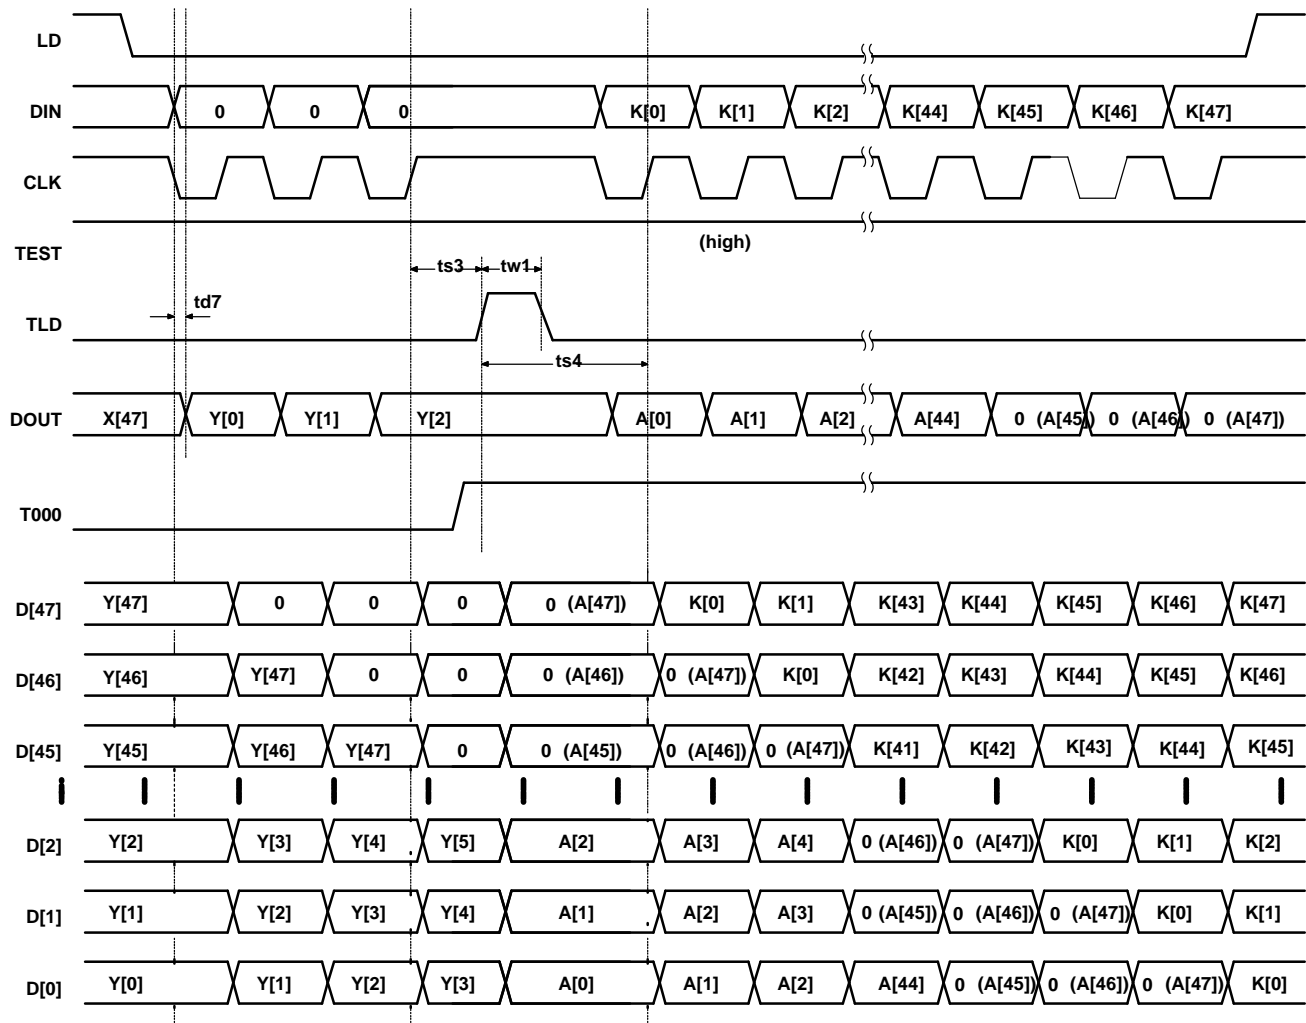 LD
DIN 0 0 0 K[0] K[1] K[2] K[44] K[45] K[46] K[47]
CLK
TEST (high)
ts3 tw1
td7
TLD
ts4
DOUT X[47] Y[0] Y[1] Y[2] A[0] A[1] A[2] A[44] 0 (A[45]) 0 (A[46]) 0 (A[47])
T000
D[47] Y[47] 0 0 0 0 (A[47]) K[0] K[1] K[43] K[44] K[45] K[46] K[47]
D[46] Y[46] Y[47] 0 0 0 (A[46]) 0 (A[47]) K[0] K[42] K[43] K[44] K[45] K[46]
D[45] Y[45] Y[46] Y[47] 0 0 (A[45]) 0 (A[46]) 0 (A[47]) K[41] K[42] K[43] K[44] K[45]
D[2] Y[2] Y[3] Y[4] Y[5] A[2] A[3] A[4] 0 (A[46]) 0 (A[47]) K[0] K[1] K[2]
D[1] Y[1] Y[2] Y[3] Y[4] A[1] A[2] A[3] 0 (A[45]) 0 (A[46]) 0 (A[47]) K[0] K[1]
D[0] Y[0] Y[1] Y[2] Y[3] A[0] A[1] A[2] A[44] 0 (A[45]) 0 (A[46]) 0 (A[47]) K[0]